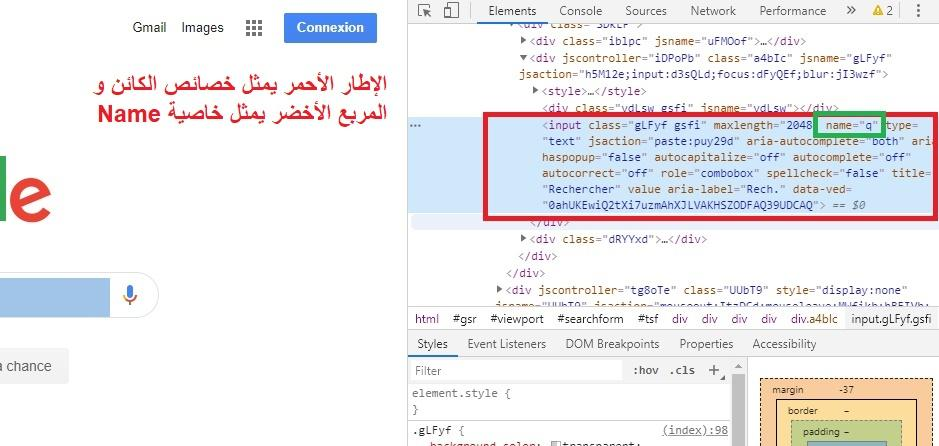 Gmail Images Connexion
الإطار الأحمر يمثل خصائص الكائن و
المربع الأخضر يمثل خاصية Name
le
a chance
Elements Console Sources Network Performance » 2
<div class="iblpc" jsname="uFMOof">…</div>
<div jscontroller="iDPoPb" class="a4bIc" jsname="gLFyf"
jsaction="h5M12e;input:d3sQLd;focus:dFyQEf;blur:jI3wzf">
<style>…</style>
<div class="vdLsw gsfi" jsname="vdLsw"></div>
<input class="gLFyf gsfi" maxlength="2048" name="q" type=
"text" jsaction="paste:puy29d" aria-autocomplete="both" aria-
haspopup="false" autocapitalize="off" autocomplete="off"
autocorrect="off" role="combobox" spellcheck="false" title=
"Rechercher" value aria-label="Rech." data-ved=
"0ahUKEwiQ2tXi7uzmAhXJLVAKHSZODFAQ39UDCAQ"> == $0
</div>
<div class="dRYYxd">…</div>
</div>
</div>
<div jscontroller="tg8oTe" class="UUbT9" style="display:none"
html #gsr #viewport #searchform #tsf div div div div.a4bIc input.gLFyf.gsfi
Styles Event Listeners DOM Breakpoints Properties Accessibility
Filter :hov .cls +
element.style {
}
.gLFyf { (index):98
background-color: transparent;
margin -37
border –
padding –